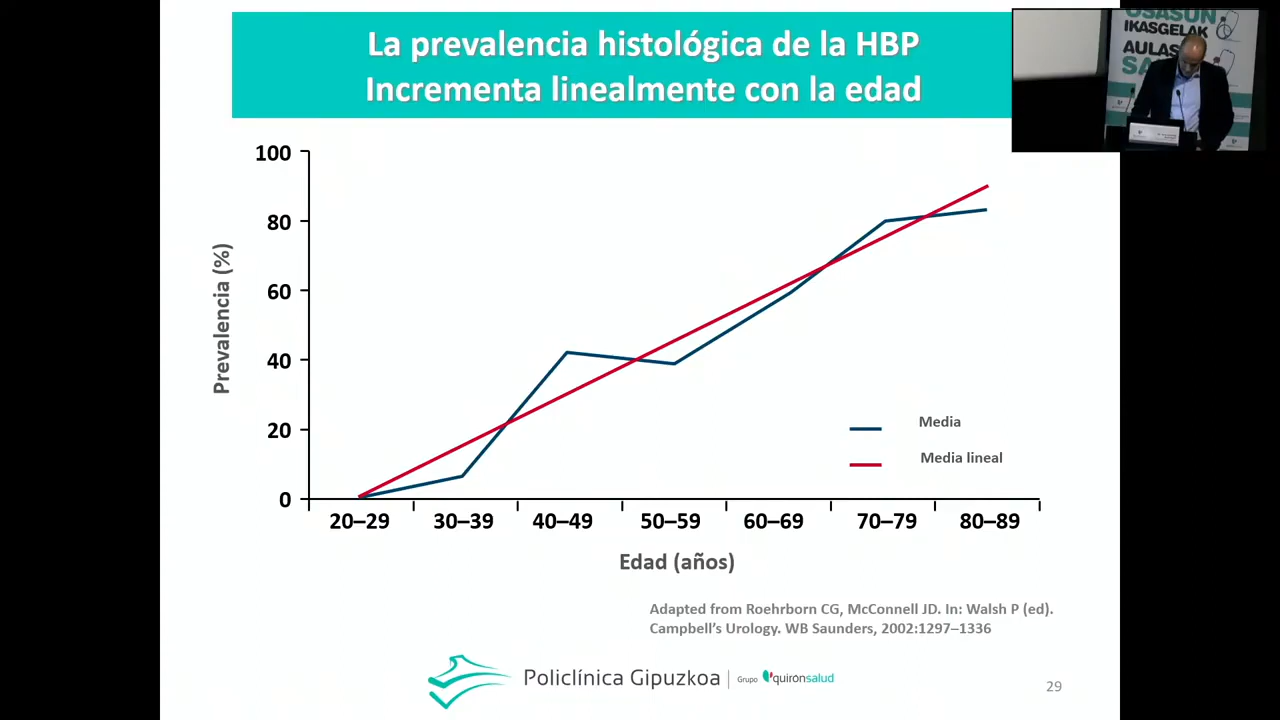 La prevalencia histológica de la HBP
Incrementa linealmente con la edad
OSASUN
IKASGELAK
AULAS
100
80
60
40
20
0
Prevalencia (%)
Media
Media lineal
20–29 30–39 40–49 50–59 60–69 70–79 80–89
Edad (años)
Adapted from Roehrborn CG, McConnell JD. In: Walsh P (ed).
Campbell’s Urology. WB Saunders, 2002:1297–1336
Policlínica Gipuzkoa Grupo quironsalud
29